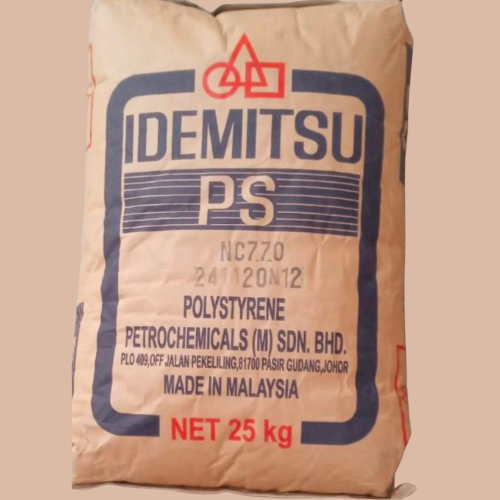 IDEMITSU
PS
NC770
241120N12
POLYSTYRENE
PETROCHEMICALS (M) SDN. BHD.
PLO 409,OFF JALAN PEKELILING,81700 PASIR GUDANG,JOHOR
MADE IN MALAYSIA
NET 25 kg